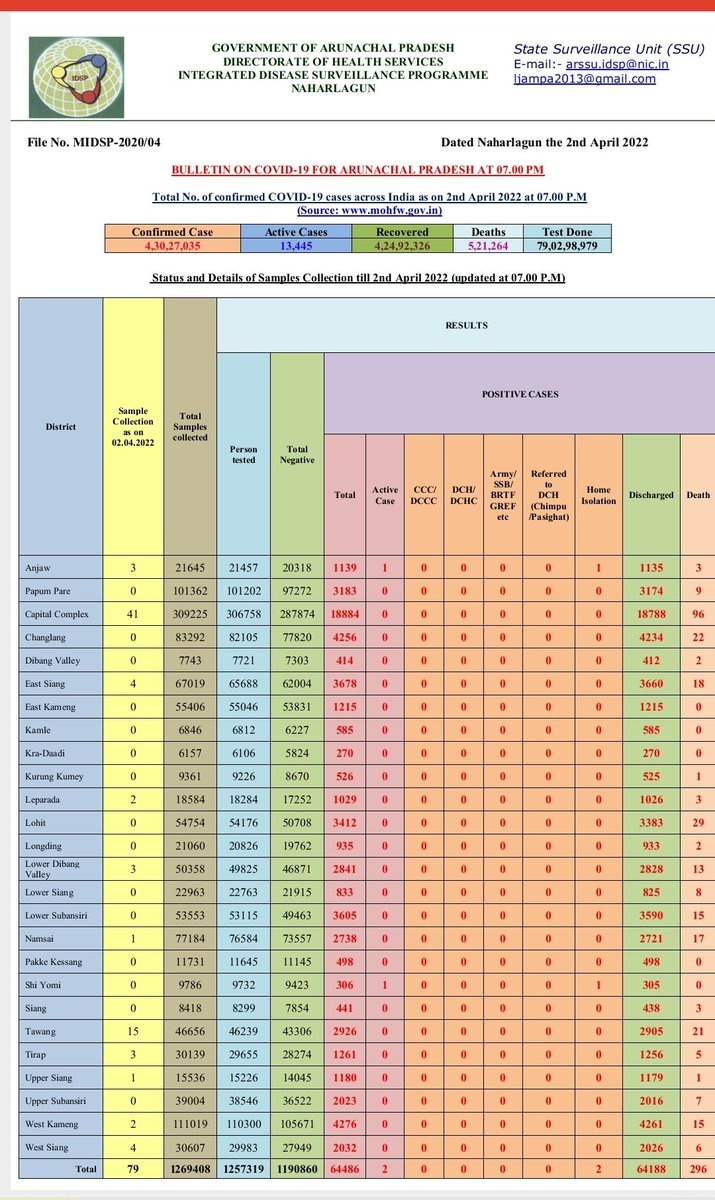 IDSP
GOVERNMENT OF ARUNACHAL PRADESH
DIRECTORATE OF HEALTH SERVICES
INTEGRATED DISEASE SURVEILLANCE PROGRAMME
NAHARLAGUN
State Surveillance Unit (SSU)
E-mail:- arssu.idsp@nic.in
ljampa2013@gmail.com
File No. MIDSP-2020/04 Dated Naharlagun the 2nd April 2022
BULLETIN ON COVID-19 FOR ARUNACHAL PRADESH AT 07.00 PM
Total No. of confirmed COVID-19 cases across India as on 2nd April 2022 at 07.00 P.M
(Source: www.mohfw.gov.in)
Confirmed Case Active Cases Recovered Deaths Test Done
4,30,27,035 13,445 4,24,92,326 5,21,264 79,02,98,979
Status and Details of Samples Collection till 2nd April 2022 (updated at 07.00 P.M)
RESULTS
POSITIVE CASES
District
Sample
Collection
as on
02.04.2022
Total
Samples
collected
Person
tested
Total
Negative
Total
Active
Case
CCC/
DCCC
DCH/
DCHC
Army/
SSB/
BRTF
GREF
etc
Referred
to
DCH
(Chimpu
/Pasighat)
Home
Isolation
Discharged
Death
Anjaw 3 21645 21457 20318 1139 1 0 0 0 0 1 1135 3
Papum Pare 0 101362 101202 97272 3183 0 0 0 0 0 0 3174 9
Capital Complex 41 309225 306758 287874 18884 0 0 0 0 0 0 18788 96
Changlang 0 83292 82105 77820 4256 0 0 0 0 0 0 4234 22
Dibang Valley 0 7743 7721 7303 414 0 0 0 0 0 0 412 2
East Siang 4 67019 65688 62004 3678 0 0 0 0 0 0 3660 18
East Kameng 0 55406 55046 53831 1215 0 0 0 0 0 0 1215 0
Kamle 0 6846 6812 6227 585 0 0 0 0 0 0 585 0
Kra-Daadi 0 6157 6106 5824 270 0 0 0 0 0 0 270 0
Kurung Kumey 0 9361 9226 8670 526 0 0 0 0 0 0 525 1
Leparada 2 18584 18284 17252 1029 0 0 0 0 0 0 1026 3
Lohit 0 54754 54176 50708 3412 0 0 0 0 0 0 3383 29
Longding 0 21060 20826 19762 935 0 0 0 0 0 0 933 2
Lower Dibang
Valley 3 50358 49825 46871 2841 0 0 0 0 0 0 2828 13
Lower Siang 0 22963 22763 21915 833 0 0 0 0 0 0 825 8
Lower Subansiri 0 53553 53115 49463 3605 0 0 0 0 0 0 3590 15
Namsai 1 77184 76584 73557 2738 0 0 0 0 0 0 2721 17
Pakke Kessang 0 11731 11645 11145 498 0 0 0 0 0 0 498 0
Shi Yomi 0 9786 9732 9423 306 1 0 0 0 0 1 305 0
Siang 0 8418 8299 7854 441 0 0 0 0 0 0 438 3
Tawang 15 46656 46239 43306 2926 0 0 0 0 0 0 2905 21
Tirap 3 30139 29655 28274 1261 0 0 0 0 0 0 1256 5
Upper Siang 1 15536 15226 14045 1180 0 0 0 0 0 0 1179 1
Upper Subansiri 0 39004 38546 36522 2023 0 0 0 0 0 0 2016 7
West Kameng 2 111019 110300 105671 4276 0 0 0 0 0 0 4261 15
West Siang 4 30607 29983 27949 2032 0 0 0 0 0 0 2026 6
Total 79 1269408 1257319 1190860 64486 2 0 0 0 0 2 64188 296